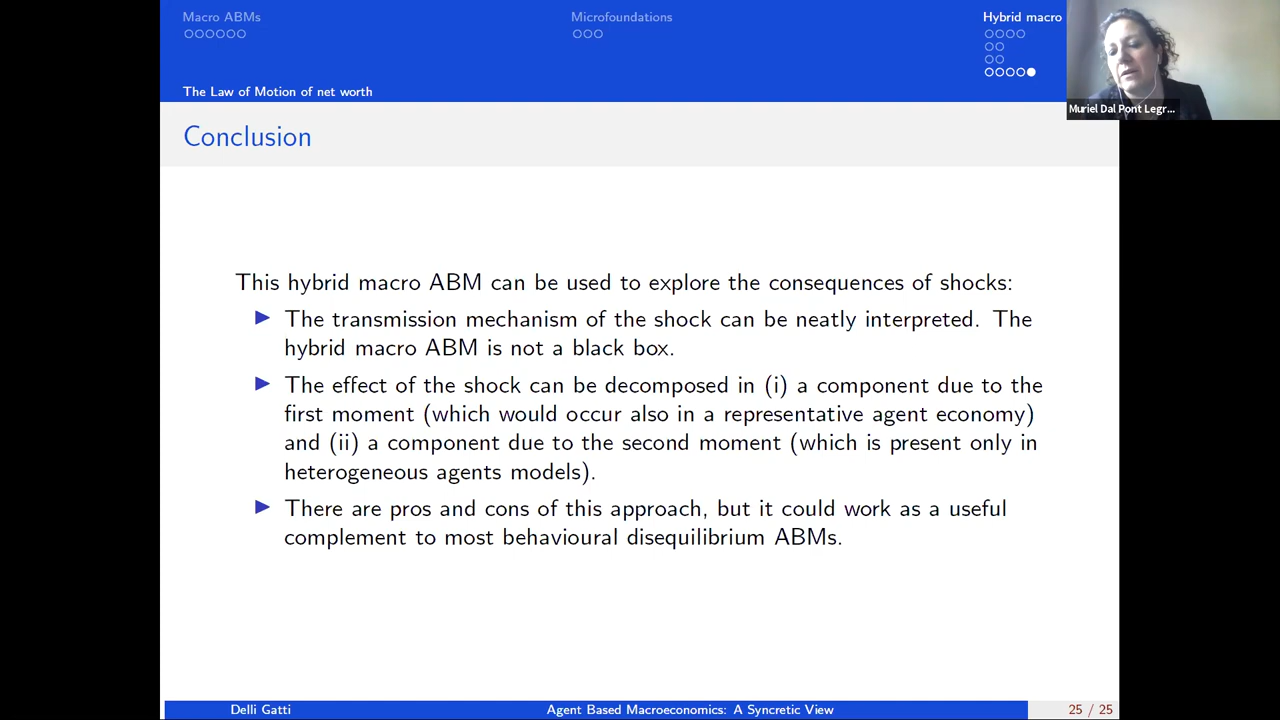 Macro ABMs
Microfoundations
Hybrid macro
The Law of Motion of net worth
Muriel Dal Pont Legr...
Conclusion
This hybrid macro ABM can be used to explore the consequences of shocks:
The transmission mechanism of the shock can be neatly interpreted. The
hybrid macro ABM is not a black box.
The effect of the shock can be decomposed in (i) a component due to the
first moment (which would occur also in a representative agent economy)
and (ii) a component due to the second moment (which is present only in
heterogeneous agents models).
There are pros and cons of this approach, but it could work as a useful
complement to most behavioural disequilibrium ABMs.
Delli Gatti
Agent Based Macroeconomics: A Syncretic View
25 / 25